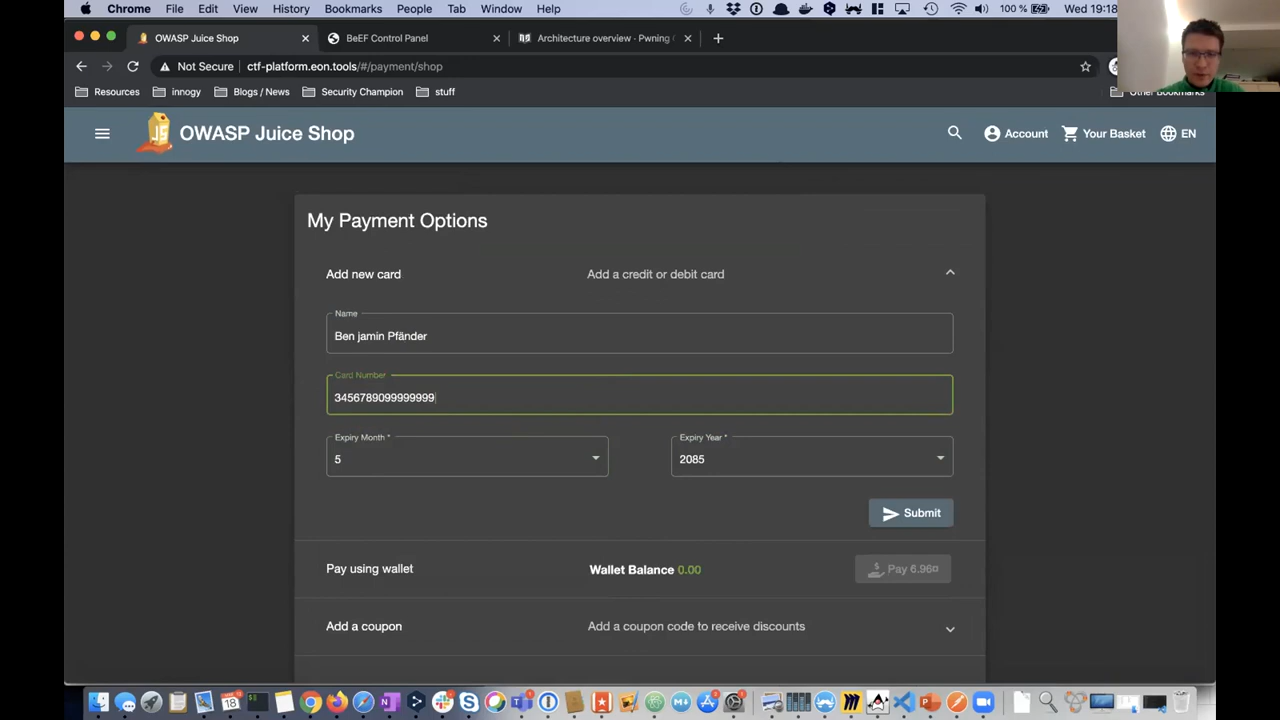 Chrome File Edit View History Bookmarks People Tab Window Help 100 % Wed 19:18
OWASP Juice Shop BeEF Control Panel Architecture overview - Pwning
Not Secure ctf-platform.eon.tools/#/payment/shop
Resources innogy Blogs / News Security Champion stuff Other Bookmarks
OWASP Juice Shop Account Your Basket EN
My Payment Options
Add new card Add a credit or debit card
Name
Ben jamin Pfänder
Card Number
3456789099999999
Expiry Month * Expiry Year *
5 2085
Submit
Pay using wallet Wallet Balance 0.00 Pay 6.96¤
Add a coupon Add a coupon code to receive discounts